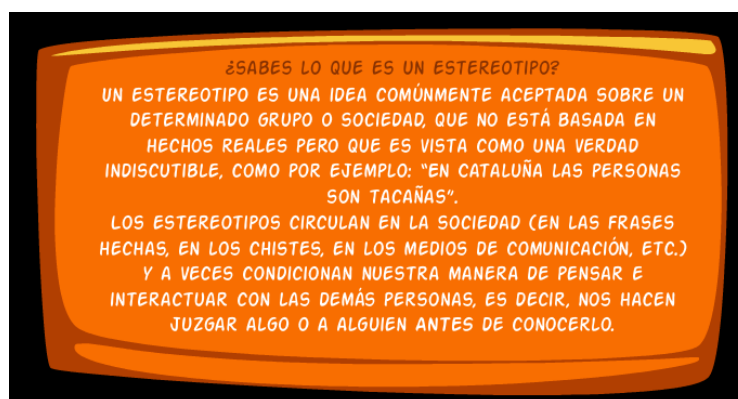 ¿SABES LO QUE ES UN ESTEREOTIPO?
UN ESTEREOTIPO ES UNA IDEA COMÚNMENTE ACEPTADA SOBRE UN
DETERMINADO GRUPO O SOCIEDAD, QUE NO ESTÁ BASADA EN
HECHOS REALES PERO QUE ES VISTA COMO UNA VERDAD
INDISCUTIBLE, COMO POR EJEMPLO: "EN CATALUÑA LAS PERSONAS
SON TACAÑAS".
LOS ESTEREOTIPOS CIRCULAN EN LA SOCIEDAD (EN LAS FRASES
HECHAS, EN LOS CHISTES, EN LOS MEDIOS DE COMUNICACIÓN, ETC.)
Y A VECES CONDICIONAN NUESTRA MANERA DE PENSAR E
INTERACTUAR CON LAS DEMÁS PERSONAS, ES DECIR, NOS HACEN
JUZGAR ALGO O A ALGUIEN ANTES DE CONOCERLO.